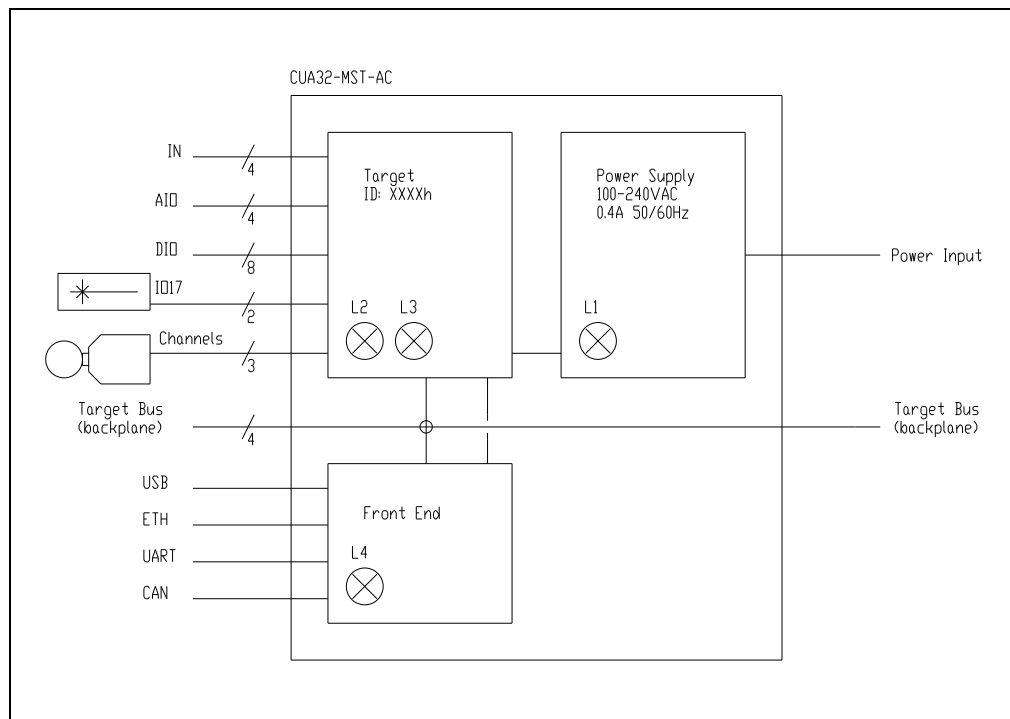 CUA32-MST-AC
IN
4
AIO
4
DIO
8
IO17
2
Channels
3
Target
ID: XXXXh
L2
L3
Power Supply
100-240VAC
0.4A 50/60Hz
L1
Power Input
Target Bus
(backplane)
4
Target Bus
(backplane)
USB
ETH
UART
CAN
Front End
L4